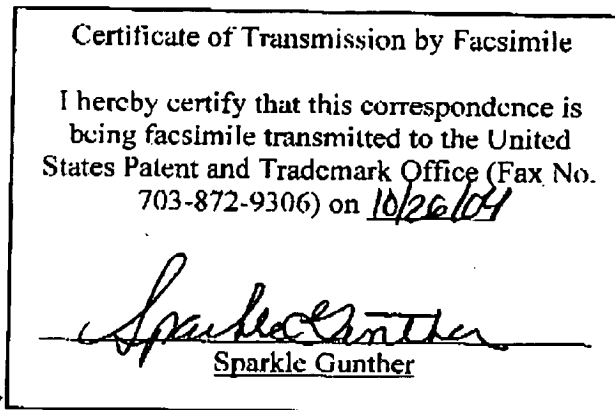 Certificate of Transmission by Facsimile
I hereby certify that this correspondence is
being facsimile transmitted to the United
States Patent and Trademark Office (Fax No.
703-872-9306) on 10/26/04
Sparkle Gunther
Sparkle Gunther